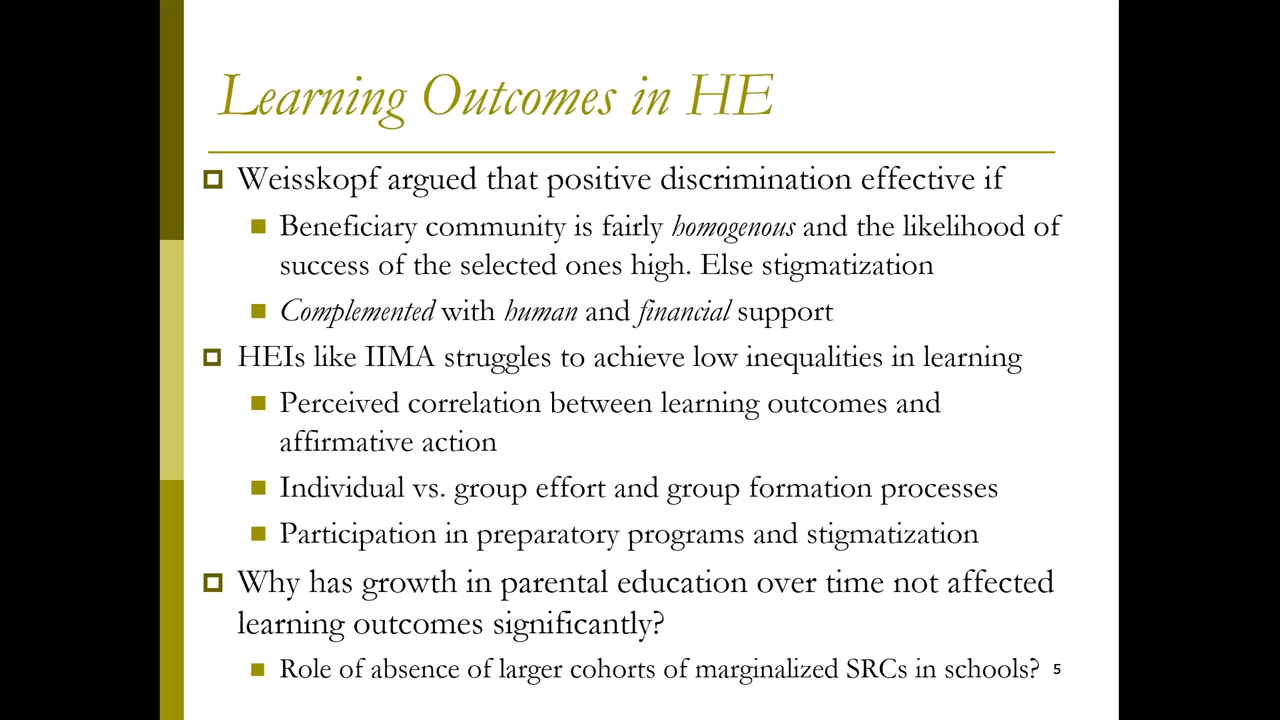 Learning Outcomes in HE
Weisskopf argued that positive discrimination effective if
Beneficiary community is fairly homogenous and the likelihood of
success of the selected ones high. Else stigmatization
Complemented with human and financial support
HEIs like IIMA struggles to achieve low inequalities in learning
Perceived correlation between learning outcomes and
affirmative action
Individual vs. group effort and group formation processes
Participation in preparatory programs and stigmatization
Why has growth in parental education over time not affected
learning outcomes significantly?
Role of absence of larger cohorts of marginalized SRCs in schools? 5